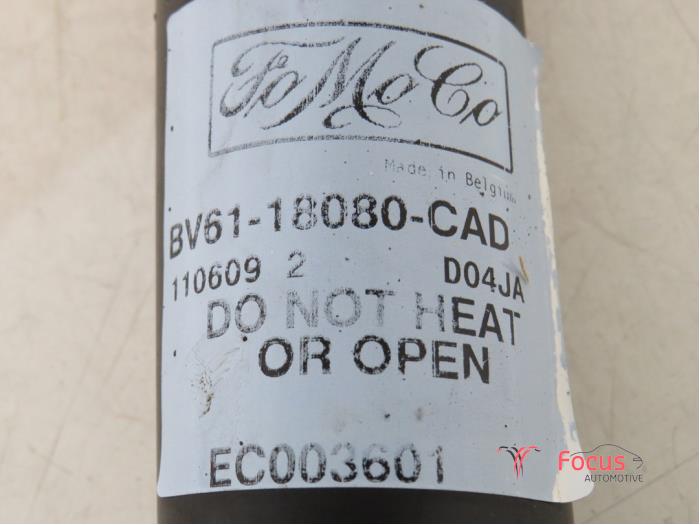 FoMoCo
Made in Belgium
BV61-18080-CAD
110609 2 D04JA
DO NOT HEAT
OR OPEN
EC003601
Focus
AUTOMOTIVE